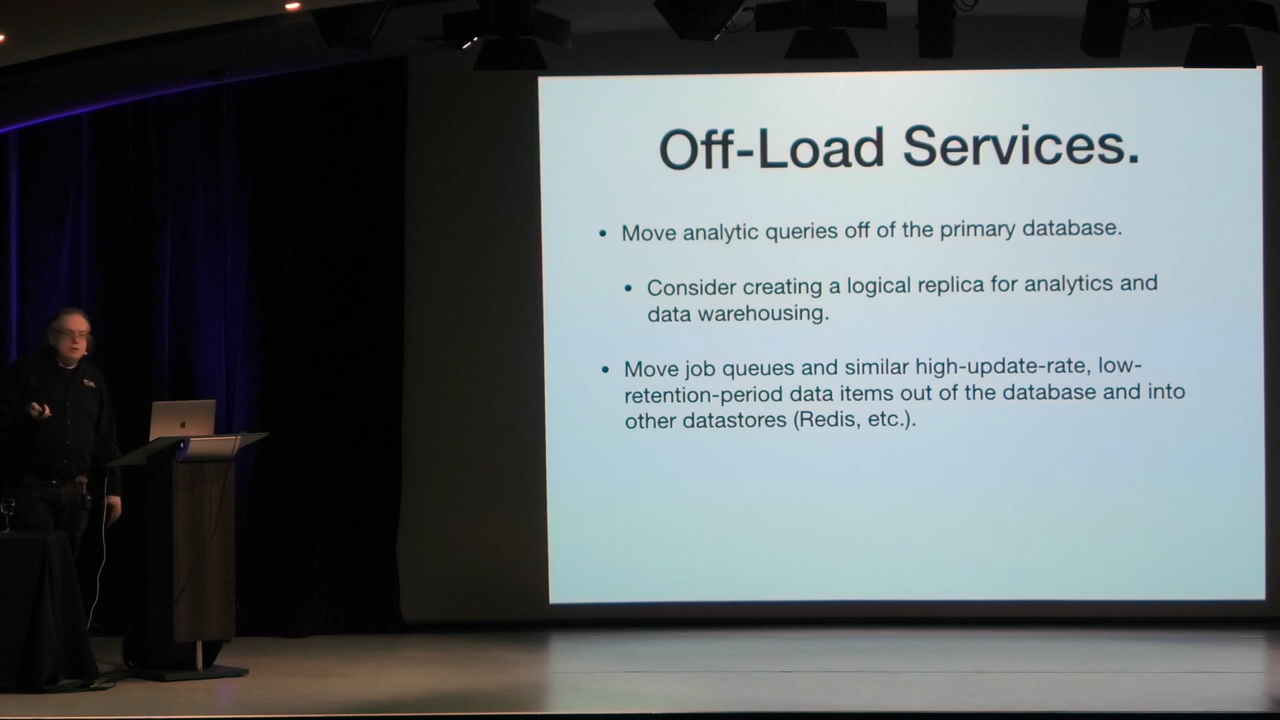 Off-Load Services.
• Move analytic queries off of the primary database.
• Consider creating a logical replica for analytics and
data warehousing.
• Move job queues and similar high-update-rate, low-
retention-period data items out of the database and into
other datastores (Redis, etc.).